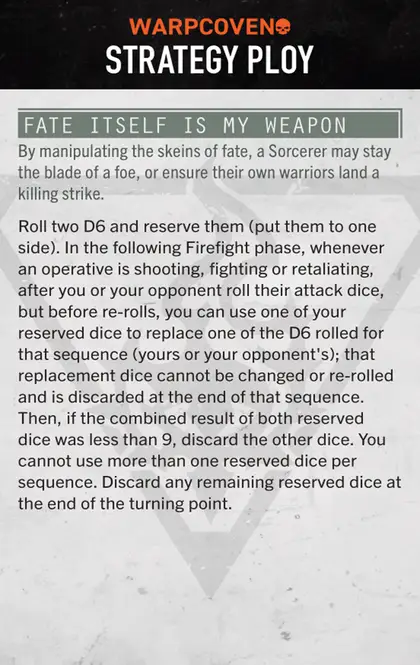 WARPCOVEN
STRATEGY PLOY
FATE ITSELF IS MY WEAPON
By manipulating the skeins of fate, a Sorcerer may stay
the blade of a foe, or ensure their own warriors land a
killing strike.
Roll two D6 and reserve them (put them to one
side). In the following Firefight phase, whenever
an operative is shooting, fighting or retaliating,
after you or your opponent roll their attack dice,
but before re-rolls, you can use one of your
reserved dice to replace one of the D6 rolled for
that sequence (yours or your opponent's); that
replacement dice cannot be changed or re-rolled
and is discarded at the end of that sequence.
Then, if the combined result of both reserved
dice was less than 9, discard the other dice. You
cannot use more than one reserved dice per
sequence. Discard any remaining reserved dice at
the end of the turning point.